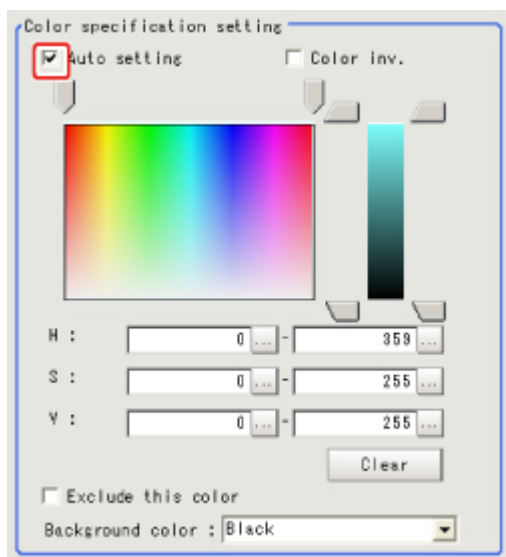 Color specification setting
Auto setting Color inv.
H : 0 ... - 359 ...
S : 0 ... - 255 ...
V : 0 ... - 255 ...
Clear
Exclude this color
Background color : Black